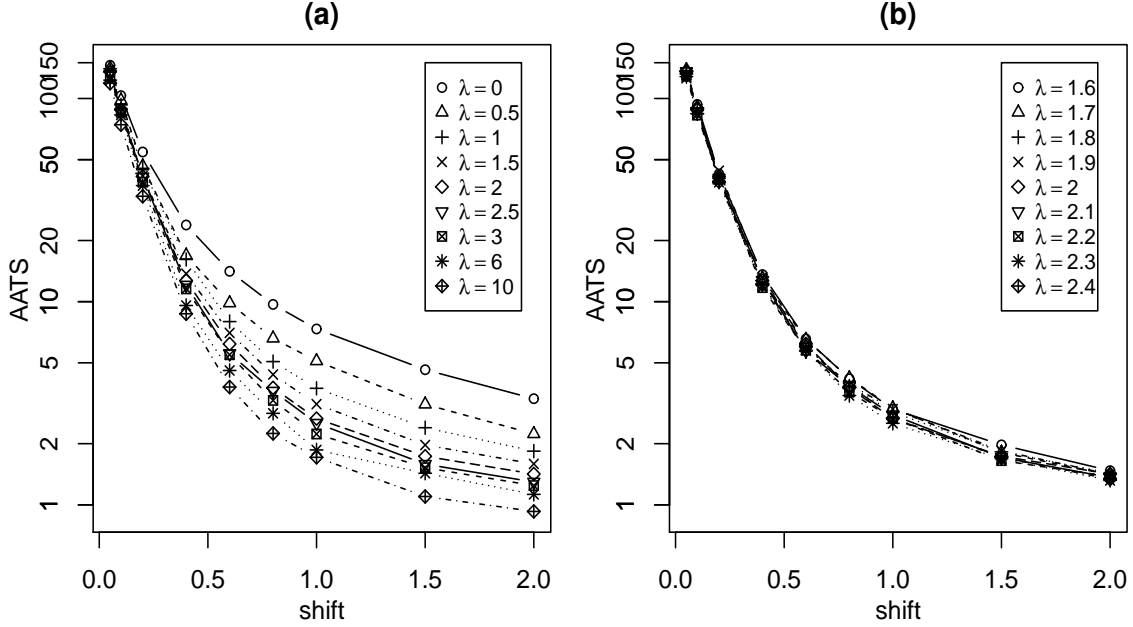 (a)
AATS
150
100
50
20
10
5
2
1
λ = 0
λ = 0.5
λ = 1
λ = 1.5
λ = 2
λ = 2.5
λ = 3
λ = 6
λ = 10
0.0 0.5 1.0 1.5 2.0
shift
(b)
AATS
150
100
50
20
10
5
2
1
λ = 1.6
λ = 1.7
λ = 1.8
λ = 1.9
λ = 2
λ = 2.1
λ = 2.2
λ = 2.3
λ = 2.4
0.0 0.5 1.0 1.5 2.0
shift